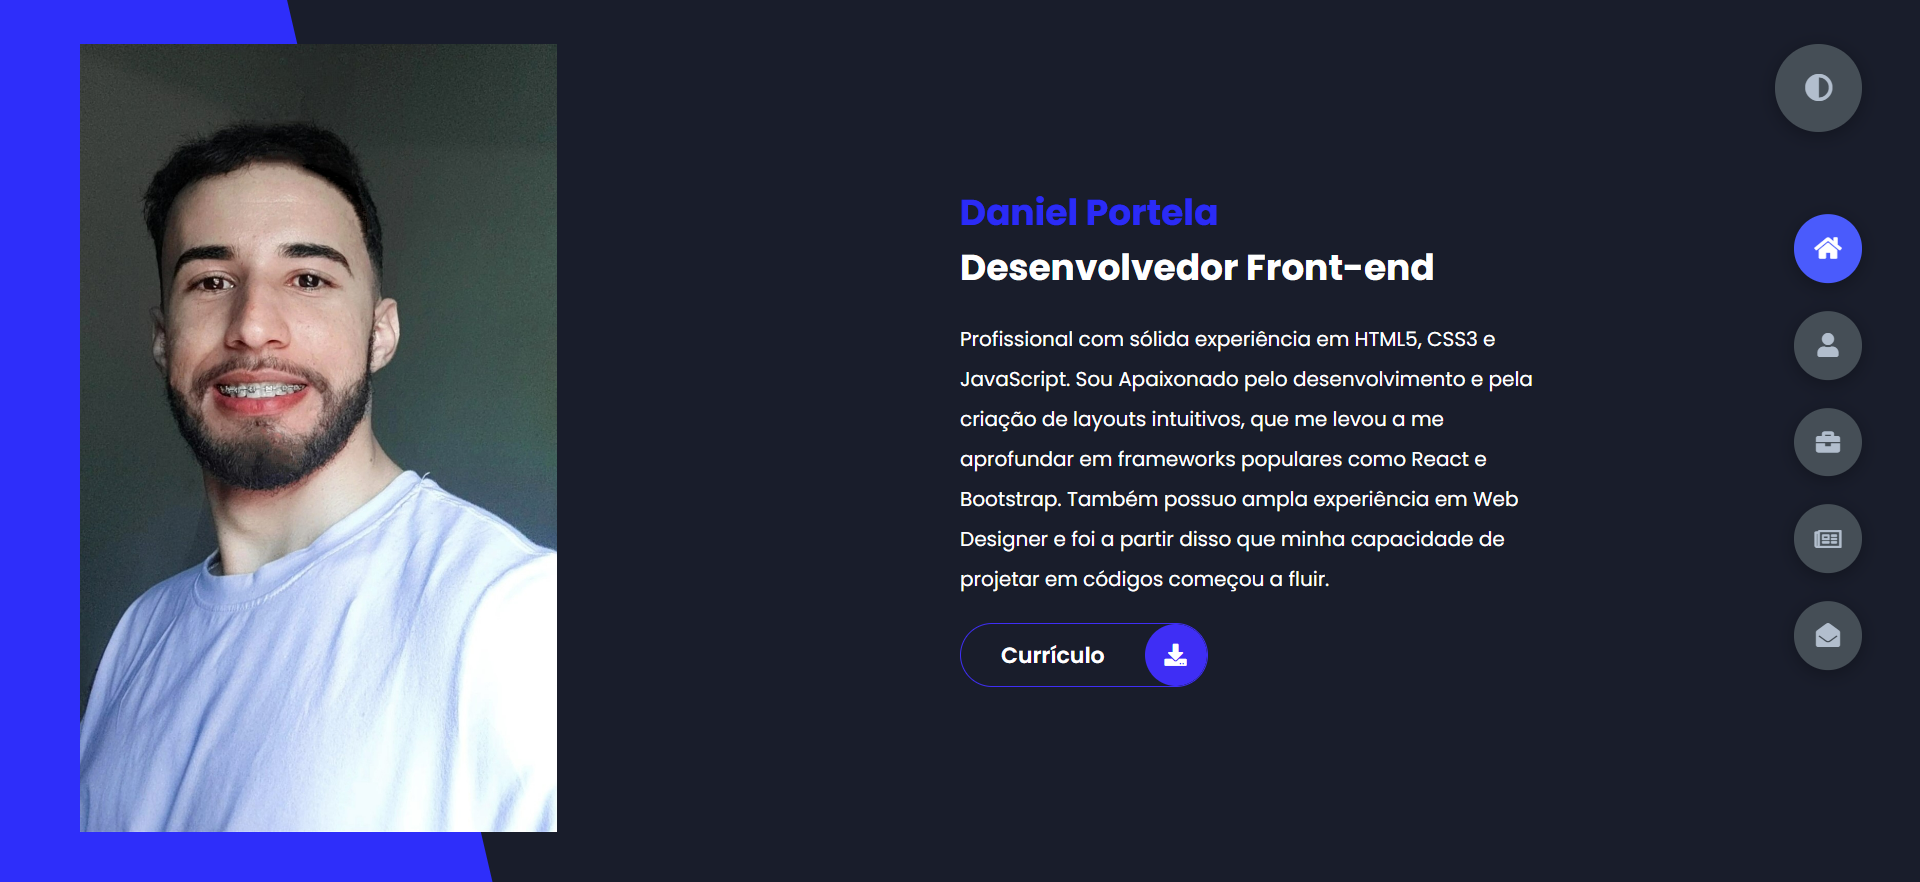 Daniel Portela
Desenvolvedor Front-end
Profissional com sólida experiência em HTML5, CSS3 e
JavaScript. Sou Apaixonado pelo desenvolvimento e pela
criação de layouts intuitivos, que me levou a me
aprofundar em frameworks populares como React e
Bootstrap. Também possuo ampla experiência em Web
Designer e foi a partir disso que minha capacidade de
projetar em códigos começou a fluir.
Currículo